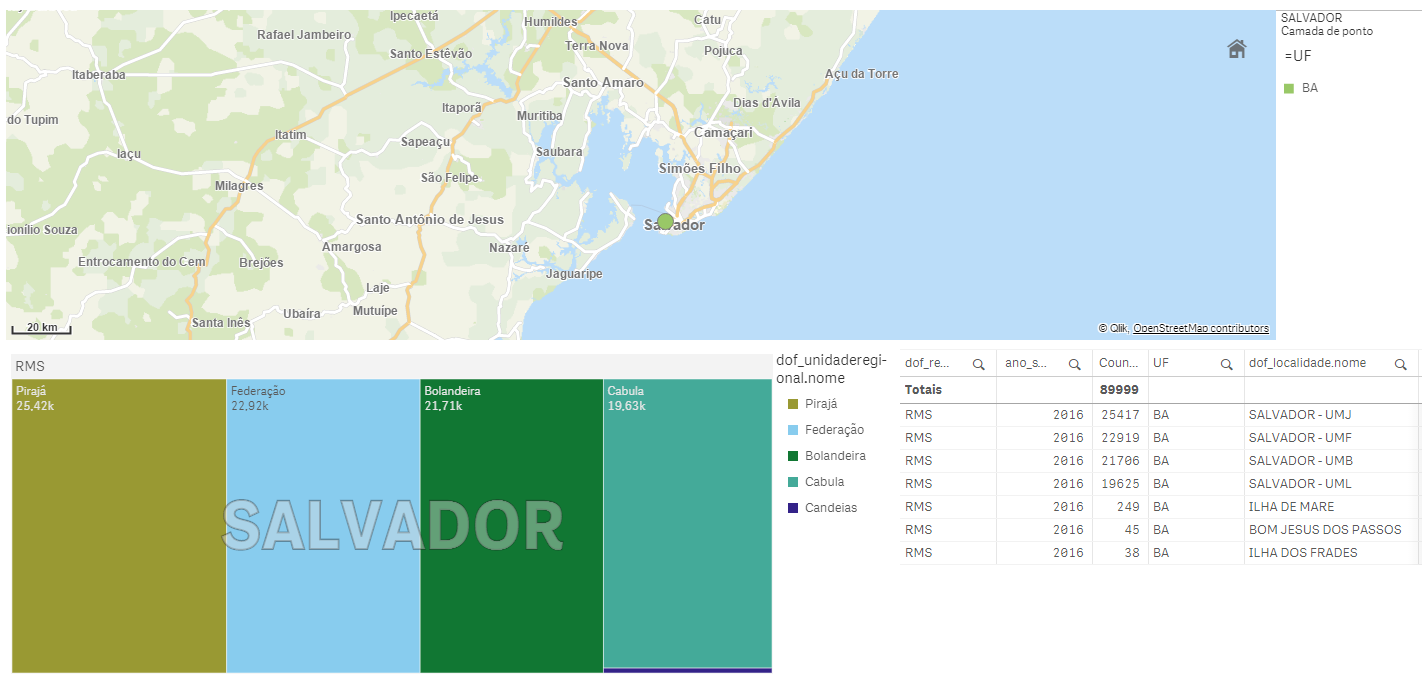 Ipecaetá
Humildes
Catu
Rafael Jambeiro
Terra Nova
Santo Estêvão
Pojuca
Itaberaba
Santo Amaro
Açu da Torre
Itaporã
Dias d'Ávila
do Tupim
Muritiba
Itatim
Sapeaçu
Camaçari
Iaçu
Saubara
Simões Filho
São Felipe
Milagres
Santo Antônio de Jesus
Salvador
ionílio Souza
Amargosa
Nazaré
Entrocamento do Cem
Brejões
Jaguaripe
Laje
Ubaíra
Mutuípe
Santa Inês
20 km
© Qlik, OpenStreetMap contributors
SALVADOR
Camada de ponto
=UF
BA
RMS
Pirajá
25,42k
Federação
22,92k
Bolandeira
21,71k
Cabula
19,63k
SALVADOR
dof_unidaderegi-
onal.nome
Pirajá
Federação
Bolandeira
Cabula
Candeias
dof_re... ano_s... Coun... UF dof_localidade.nome
Totais 89999
RMS 2016 25417 BA SALVADOR - UMJ
RMS 2016 22919 BA SALVADOR - UMF
RMS 2016 21706 BA SALVADOR - UMB
RMS 2016 19625 BA SALVADOR - UML
RMS 2016 249 BA ILHA DE MARE
RMS 2016 45 BA BOM JESUS DOS PASSOS
RMS 2016 38 BA ILHA DOS FRADES